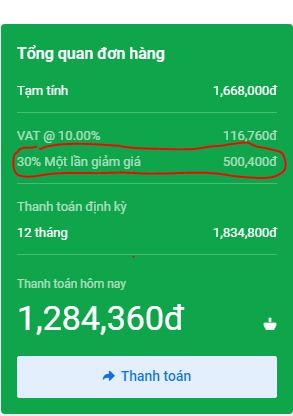 Tổng quan đơn hàng
Tạm tính 1,668,000đ
VAT @ 10.00% 116,760đ
30% Một lần giảm giá 500,400đ
Thanh toán định kỳ
12 tháng 1,834,800đ
Thanh toán hôm nay
1,284,360đ
Thanh toán